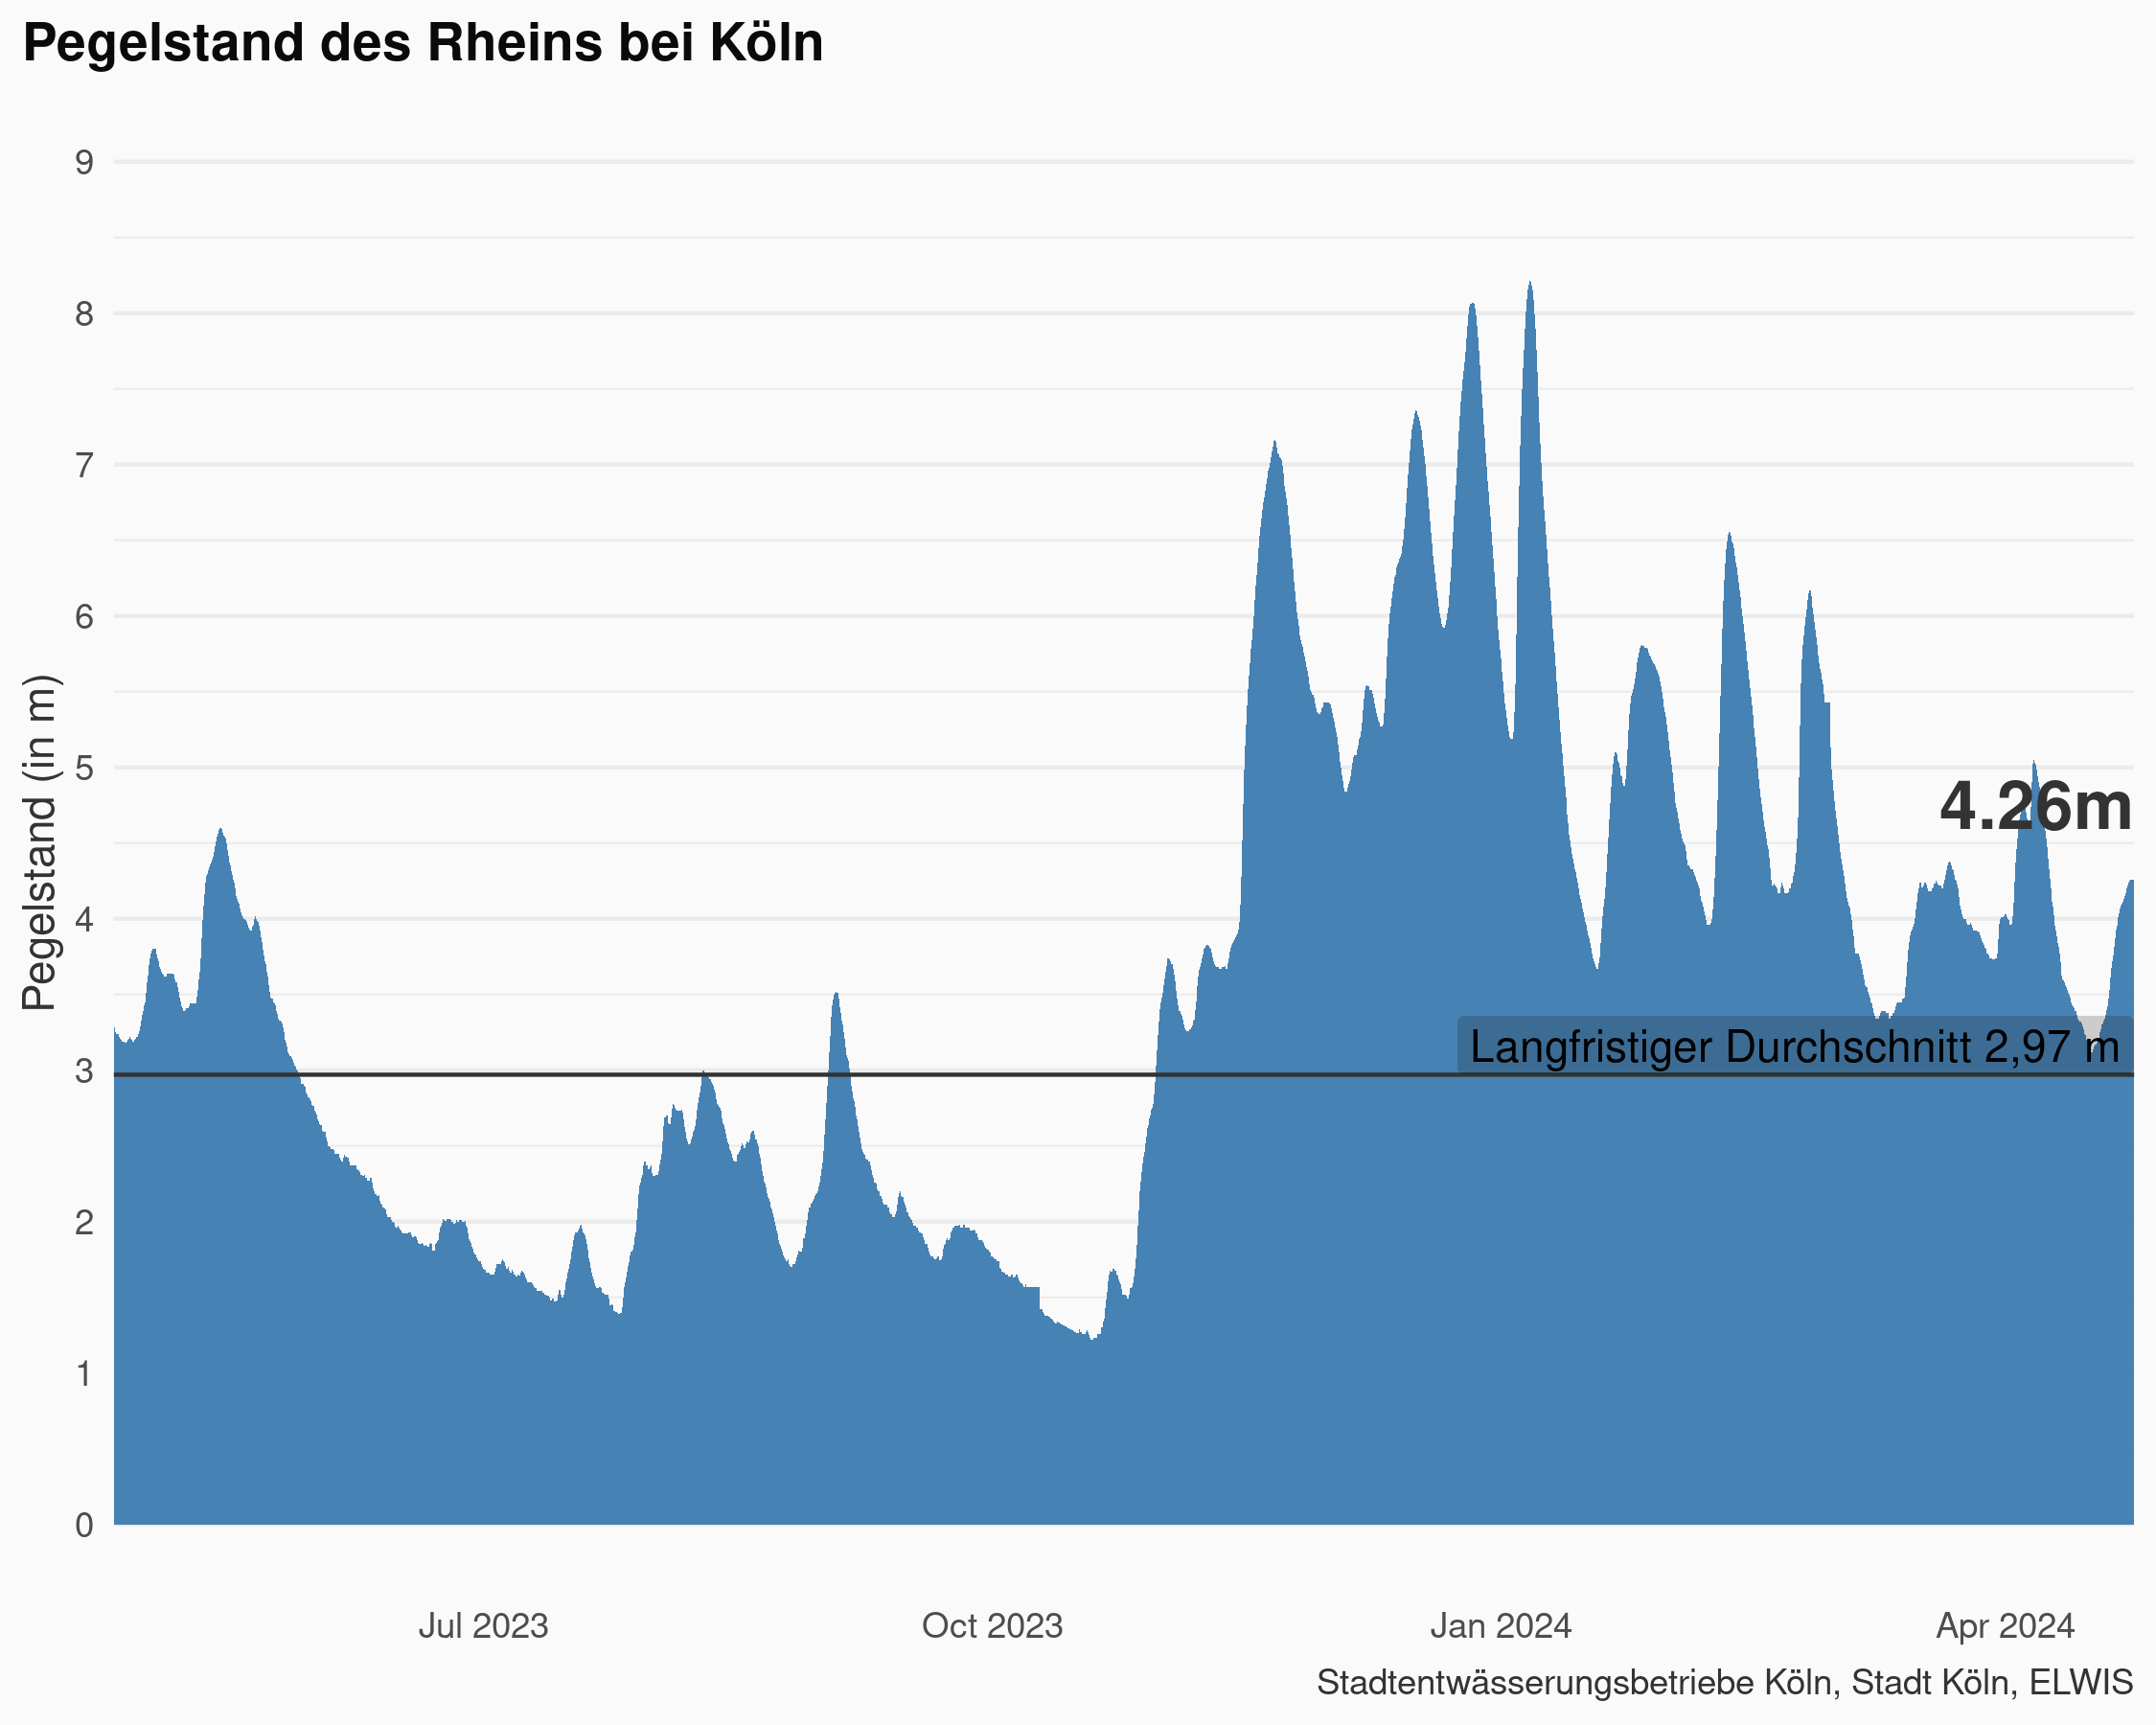 Pegelstand des Rheins bei Köln
9
8
7
6
5
4
3
2
1
0
Pegelstand (in m)
4.26m
Langfristiger Durchschnitt 2,97 m
Jul 2023
Oct 2023
Jan 2024
Apr 2024
Stadtentwässerungsbetriebe Köln, Stadt Köln, ELWIS